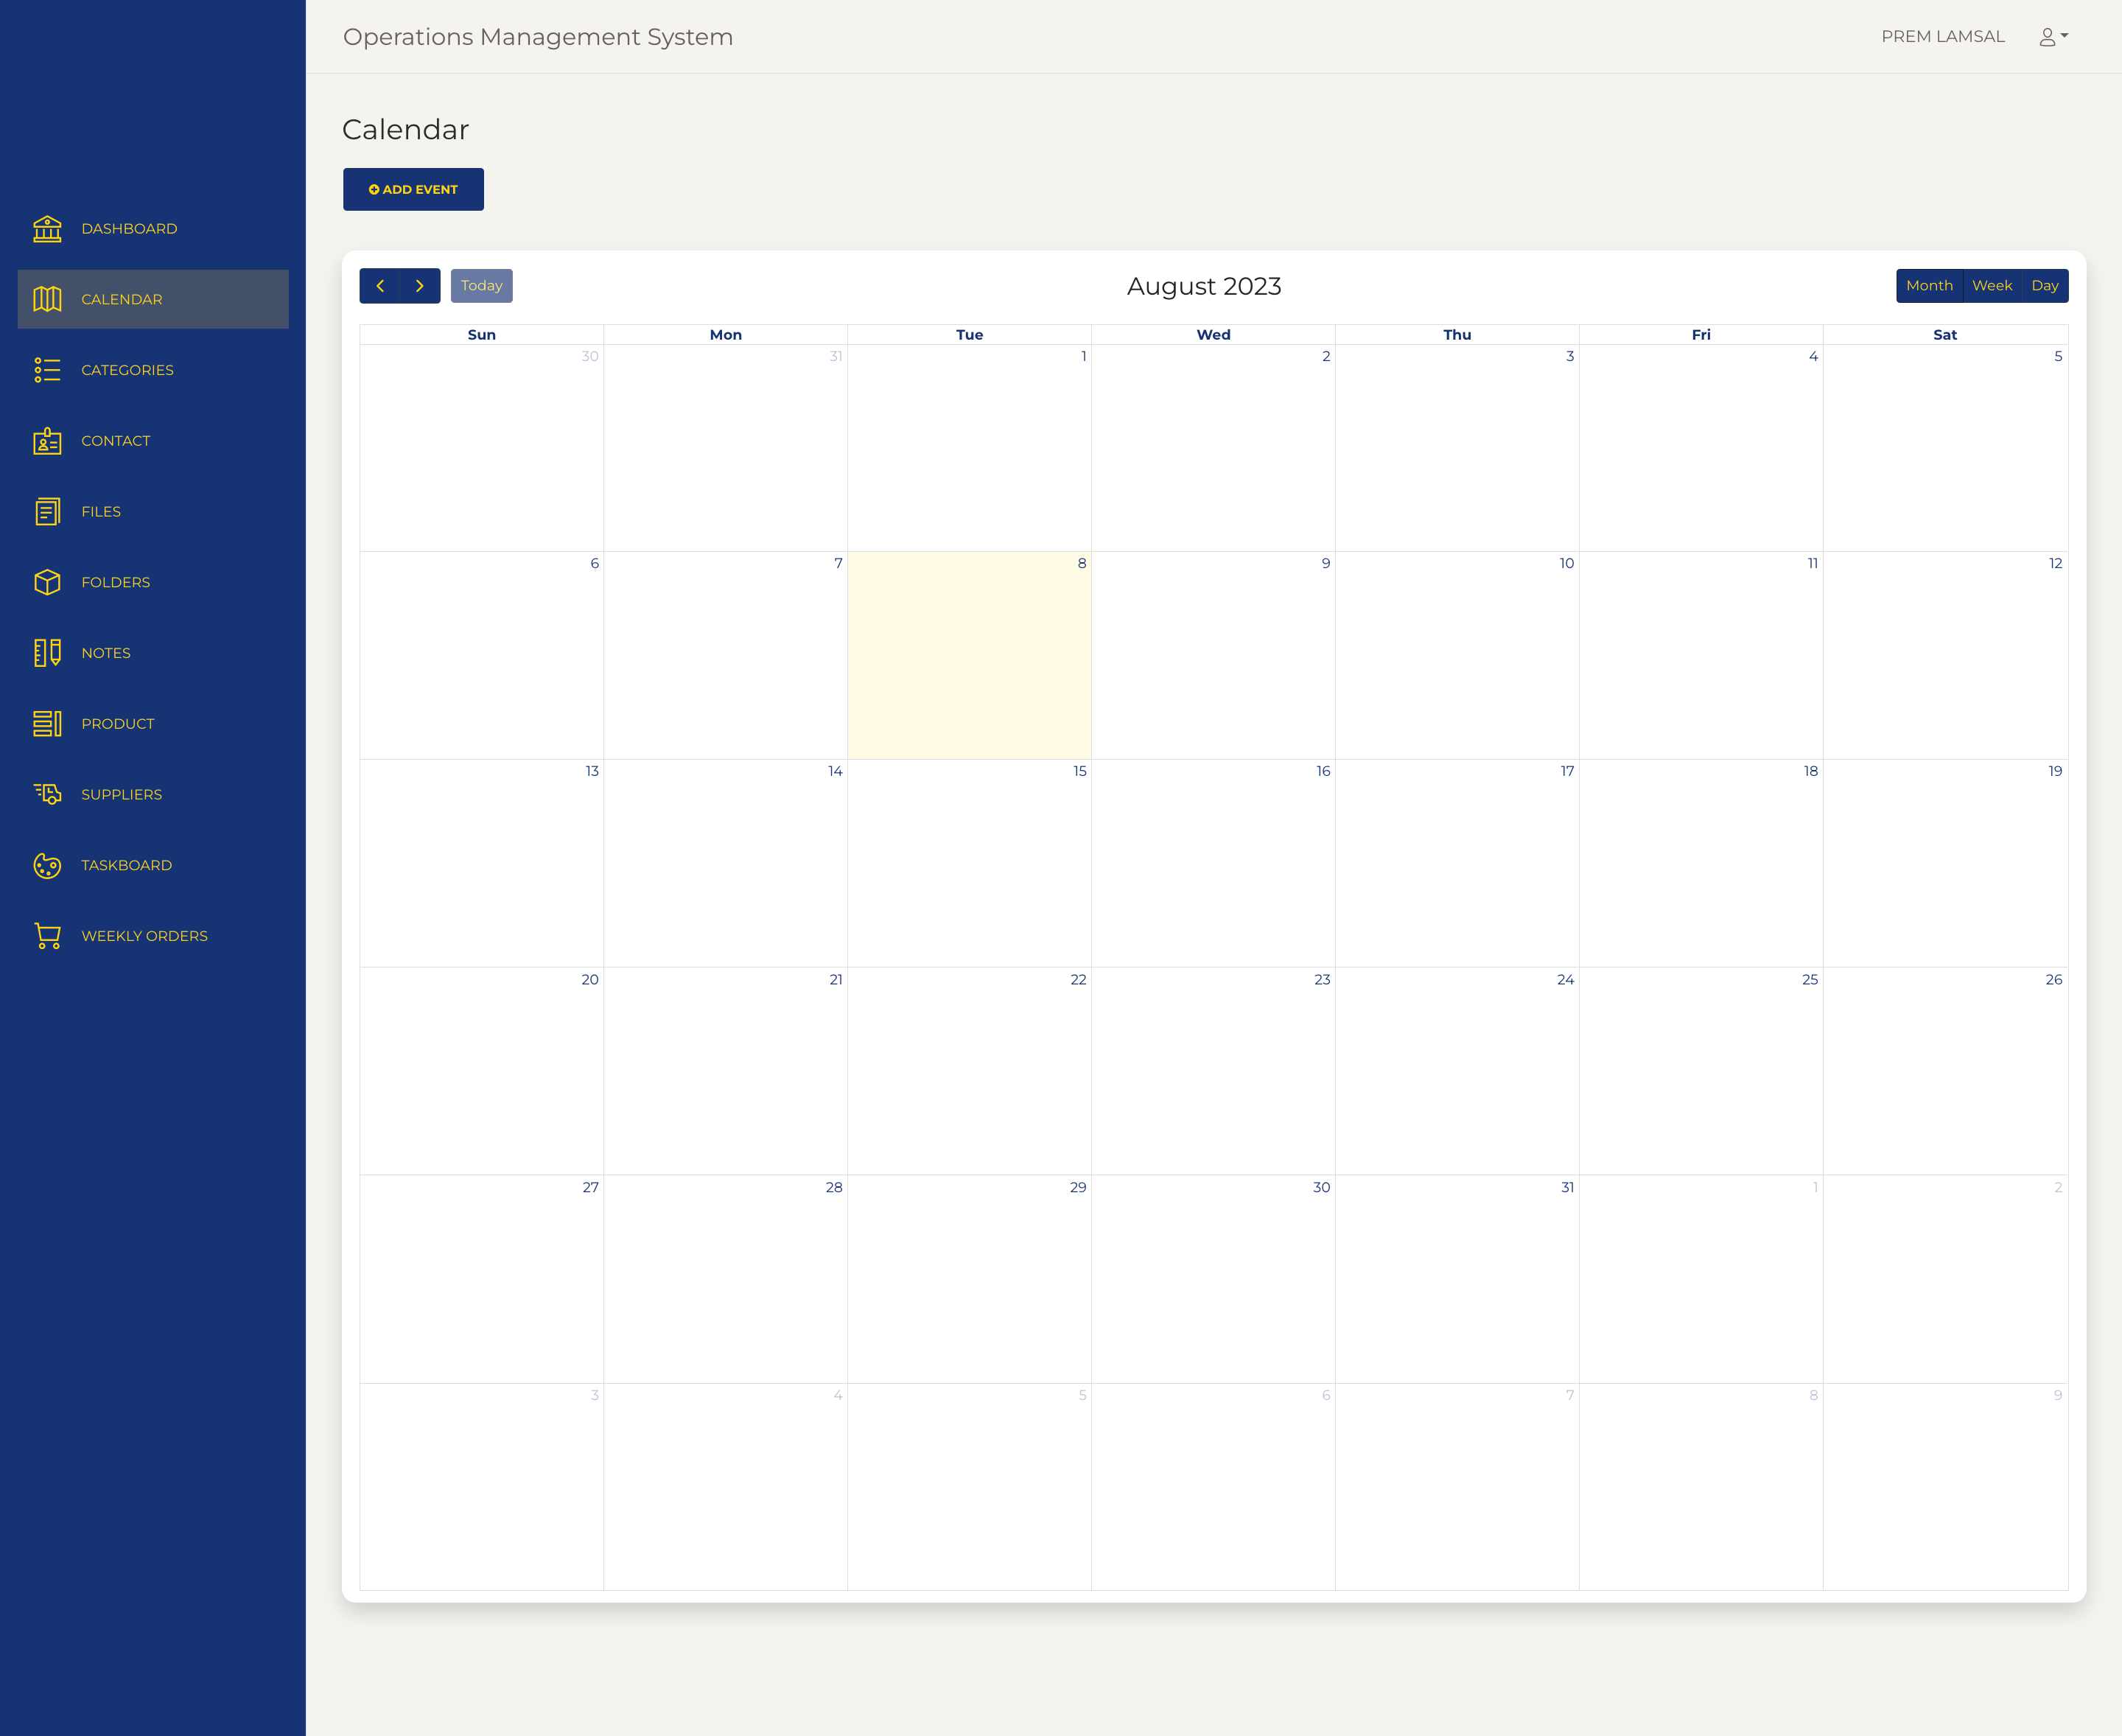 Operations Management System
PREM LAMSAL
DASHBOARD
CALENDAR
CATEGORIES
CONTACT
FILES
FOLDERS
NOTES
PRODUCT
SUPPLIERS
TASKBOARD
WEEKLY ORDERS
Calendar
ADD EVENT
Today
August 2023
Month Week Day
Sun Mon Tue Wed Thu Fri Sat
30 31 1 2 3 4 5
6 7 8 9 10 11 12
13 14 15 16 17 18 19
20 21 22 23 24 25 26
27 28 29 30 31 1 2
3 4 5 6 7 8 9